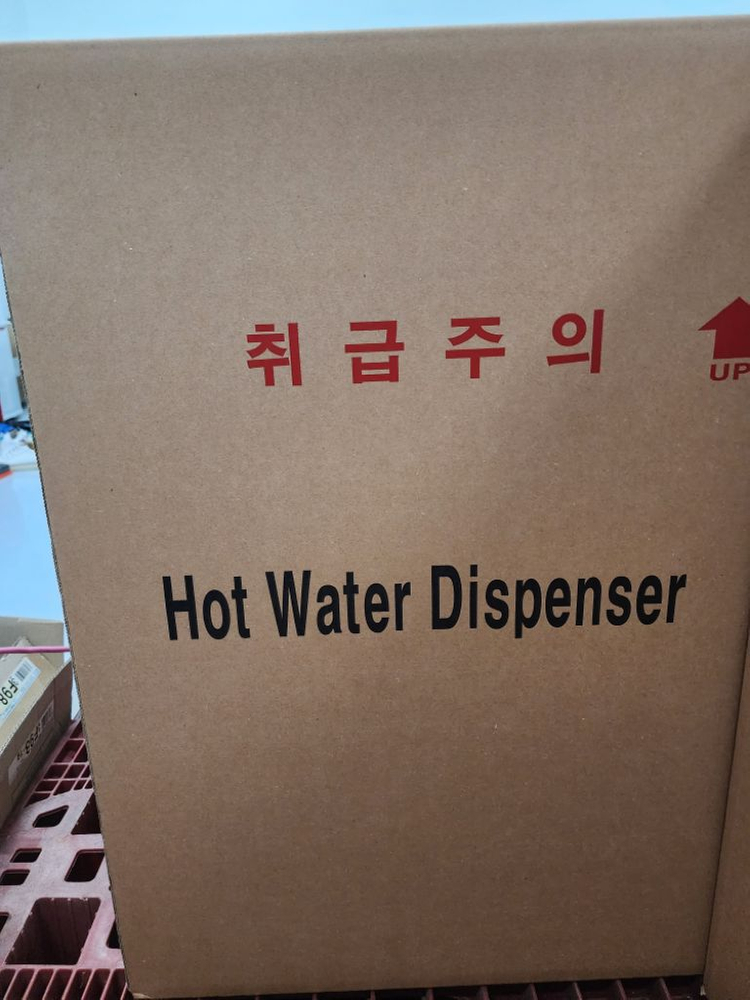 취급주의
UP
Hot Water Dispenser